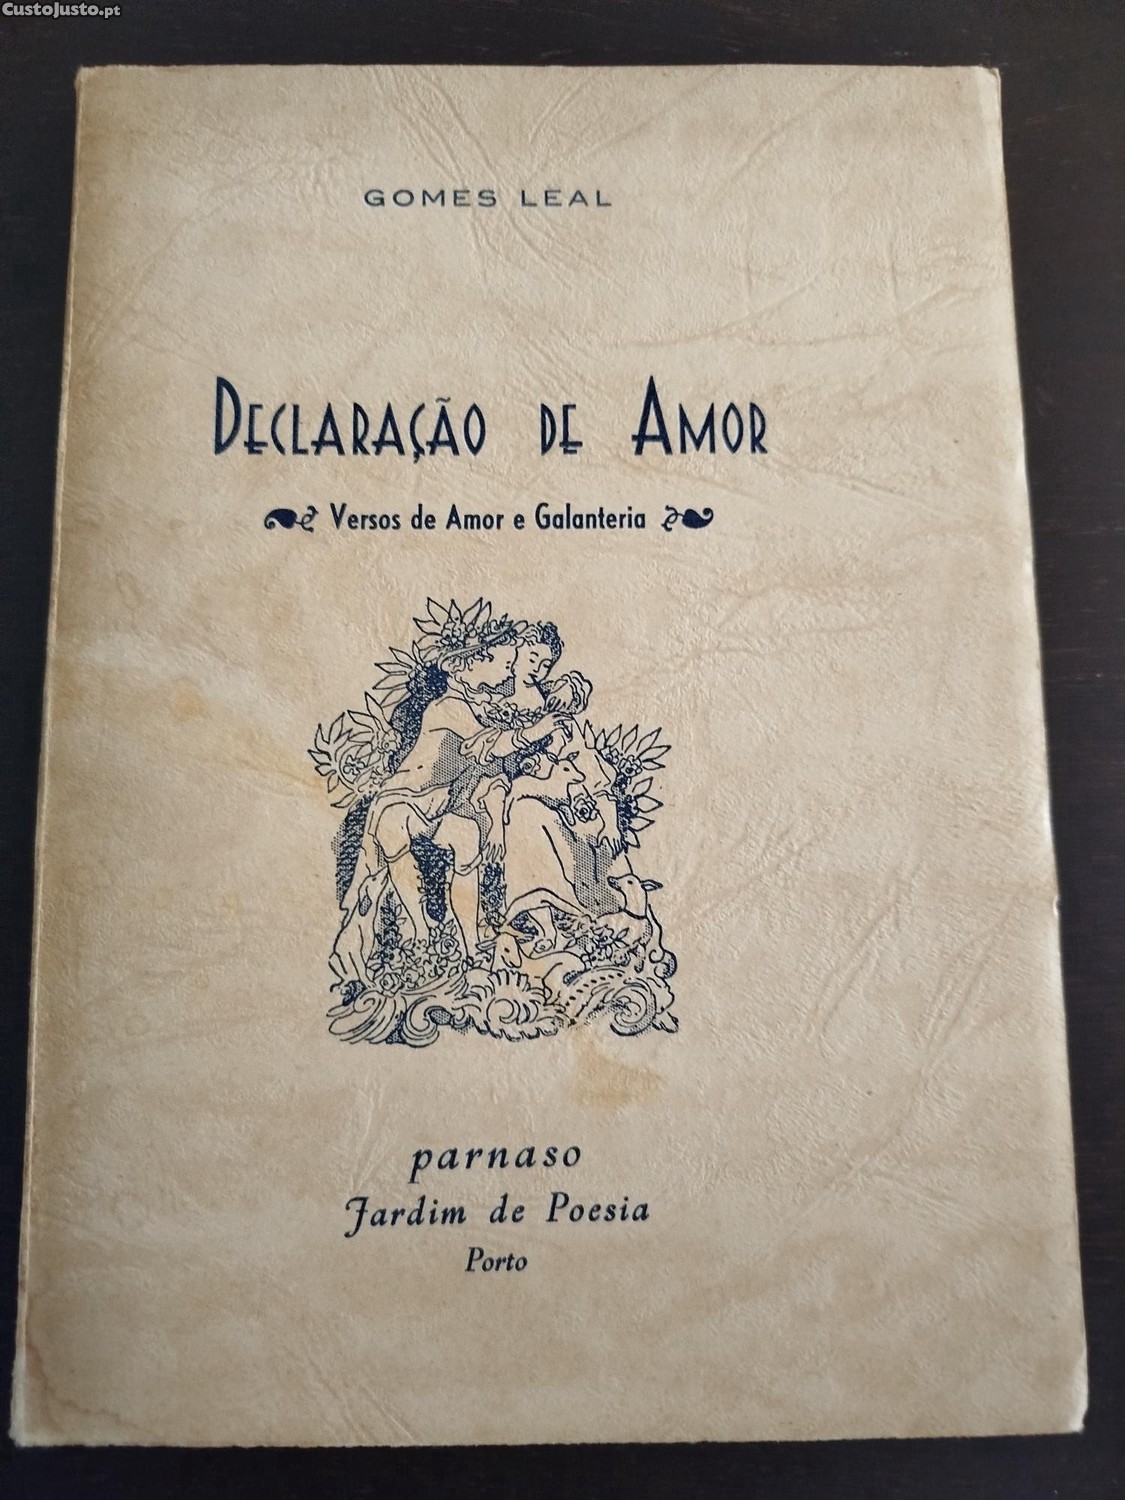 CustoJusto.pt
GOMES LEAL
DECLARAÇÃO DE AMOR
Versos de Amor e Galanteria
parnaso
Jardim de Poesia
Porto